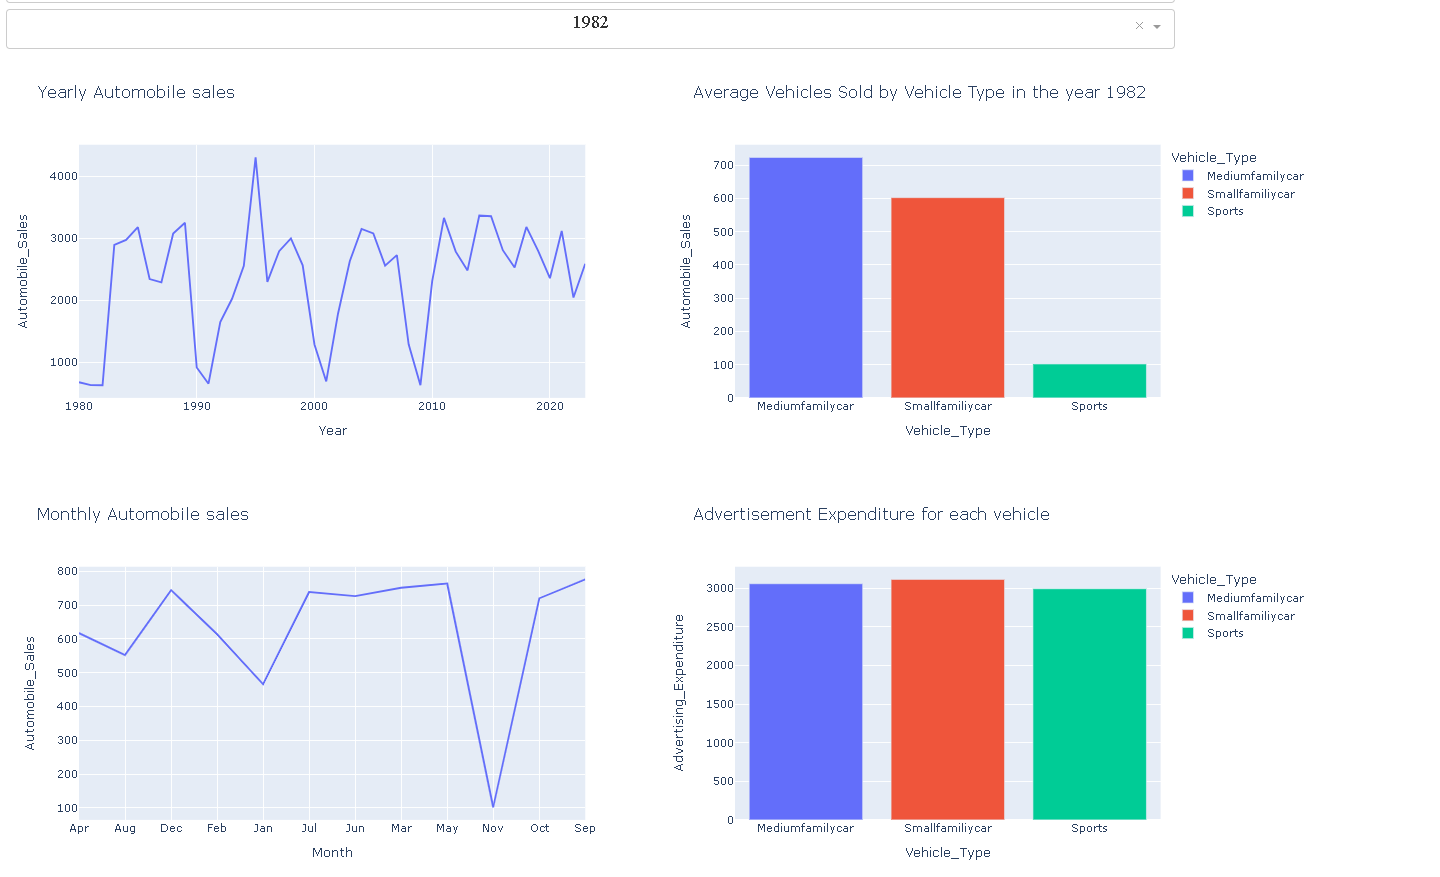 1982
×
Yearly Automobile sales
Automobile_Sales
4000
3000
2000
1000
1980 1990 2000 2010 2020
Year
Average Vehicles Sold by Vehicle Type in the year 1982
Automobile_Sales
700
600
500
400
300
200
100
0
Mediumfamilycar Smallfamiliycar Sports
Vehicle_Type
Vehicle_Type
Mediumfamilycar
Smallfamiliycar
Sports
Monthly Automobile sales
Automobile_Sales
800
700
600
500
400
300
200
100
Apr Aug Dec Feb Jan Jul Jun Mar May Nov Oct Sep
Month
Advertisement Expenditure for each vehicle
Advertising_Expenditure
3000
2500
2000
1500
1000
500
0
Mediumfamilycar Smallfamiliycar Sports
Vehicle_Type
Vehicle_Type
Mediumfamilycar
Smallfamiliycar
Sports